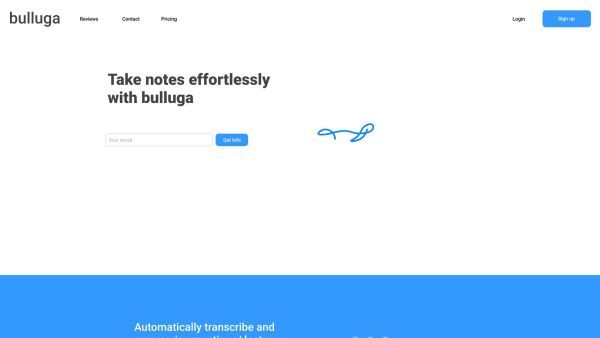 bulluga
Reviews
Contact
Pricing
Login
Sign up
Take notes effortlessly
with bulluga
Your email
Get info
Automatically transcribe and